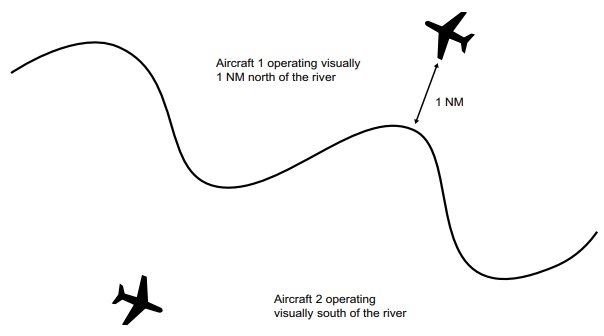 Aircraft 1 operating visually
1 NM north of the river
1 NM
Aircraft 2 operating
visually south of the river